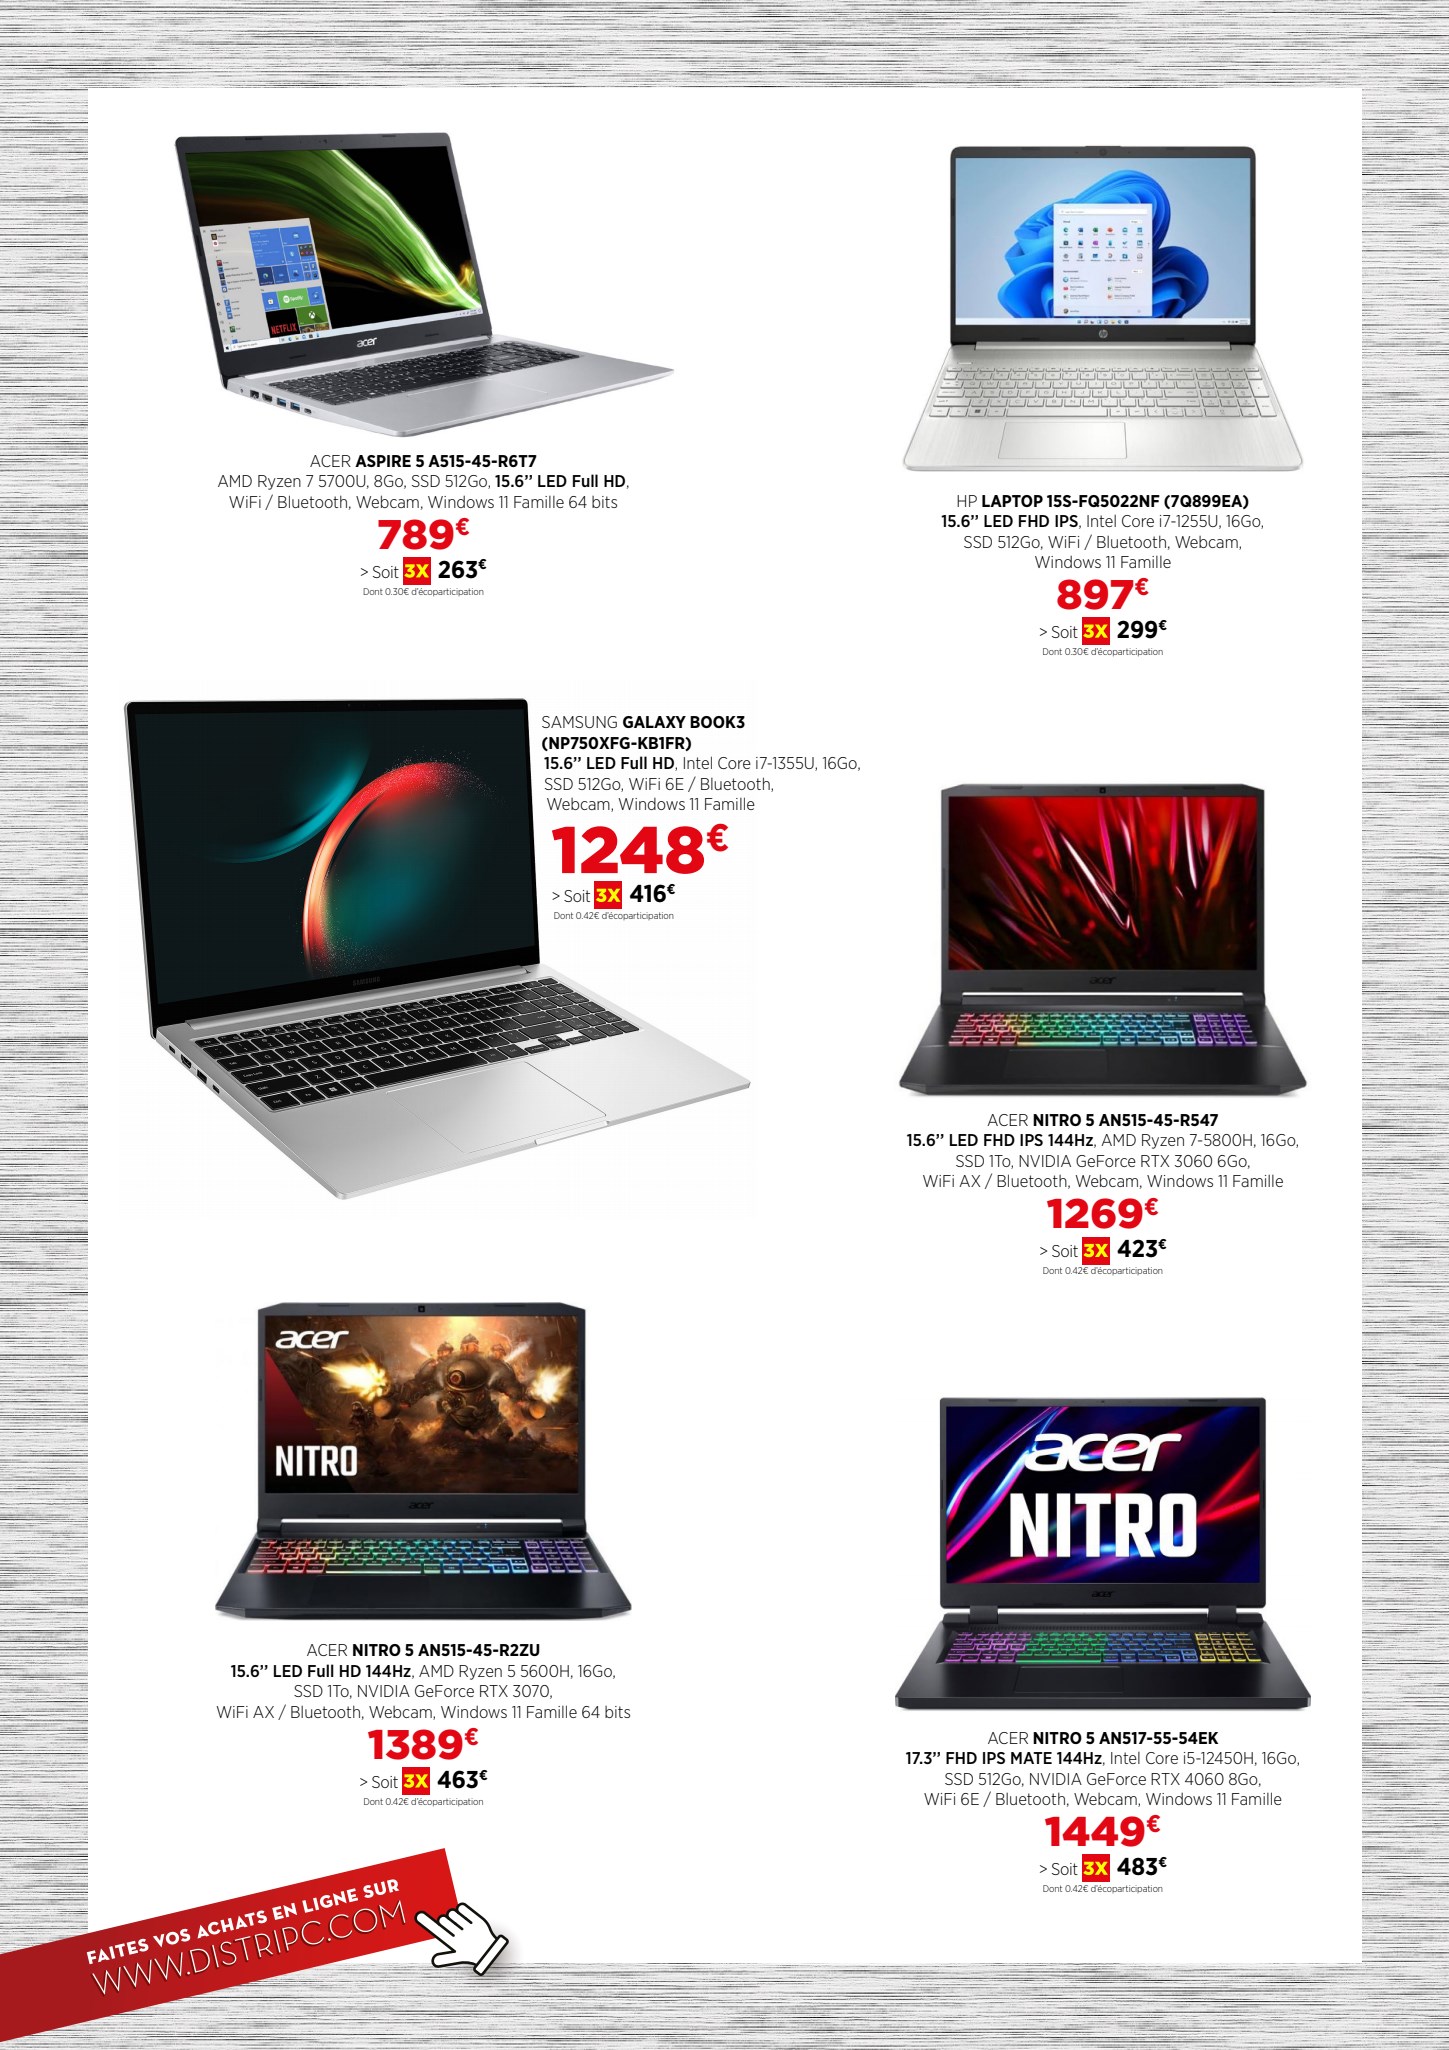 acer
ACER ASPIRE 5 A515-45-R6T7
AMD Ryzen 7 5700U, 8Go, SSD 512Go, 15.6’’ LED Full HD,
WiFi / Bluetooth, Webcam, Windows 11 Famille 64 bits
789€
> Soit 3X 263€
Dont 0.30€ d’écoparticipation
HP LAPTOP 15S-FQ5022NF (7Q899EA)
15.6’’ LED FHD IPS, Intel Core i7-1255U, 16Go,
SSD 512Go, WiFi / Bluetooth, Webcam,
Windows 11 Famille
897€
> Soit 3X 299€
Dont 0.30€ d’écoparticipation
SAMSUNG GALAXY BOOK3
(NP750XFG-KB1FR)
15.6’’ LED Full HD, Intel Core i7-1355U, 16Go,
SSD 512Go, WiFi 6E / Bluetooth,
Webcam, Windows 11 Famille
1248€
> Soit 3X 416€
Dont 0.42€ d’écoparticipation
SAMSUNG
acer
ACER NITRO 5 AN515-45-R547
15.6’’ LED FHD IPS 144Hz, AMD Ryzen 7-5800H, 16Go,
SSD 1To, NVIDIA GeForce RTX 3060 6Go,
WiFi AX / Bluetooth, Webcam, Windows 11 Famille
1269€
> Soit 3X 423€
Dont 0.42€ d’écoparticipation
acer
NITRO
acer
ACER NITRO 5 AN515-45-R2ZU
15.6’’ LED Full HD 144Hz, AMD Ryzen 5 5600H, 16Go,
SSD 1To, NVIDIA GeForce RTX 3070,
WiFi AX / Bluetooth, Webcam, Windows 11 Famille 64 bits
1389€
> Soit 3X 463€
Dont 0.42€ d’écoparticipation
acer
NITRO
acer
ACER NITRO 5 AN517-55-54EK
17.3’’ FHD IPS MATE 144Hz, Intel Core i5-12450H, 16Go,
SSD 512Go, NVIDIA GeForce RTX 4060 8Go,
WiFi 6E / Bluetooth, Webcam, Windows 11 Famille
1449€
> Soit 3X 483€
Dont 0.42€ d’écoparticipation
FAITES VOS ACHATS EN LIGNE SUR
WWW.DISTRIPC.COM